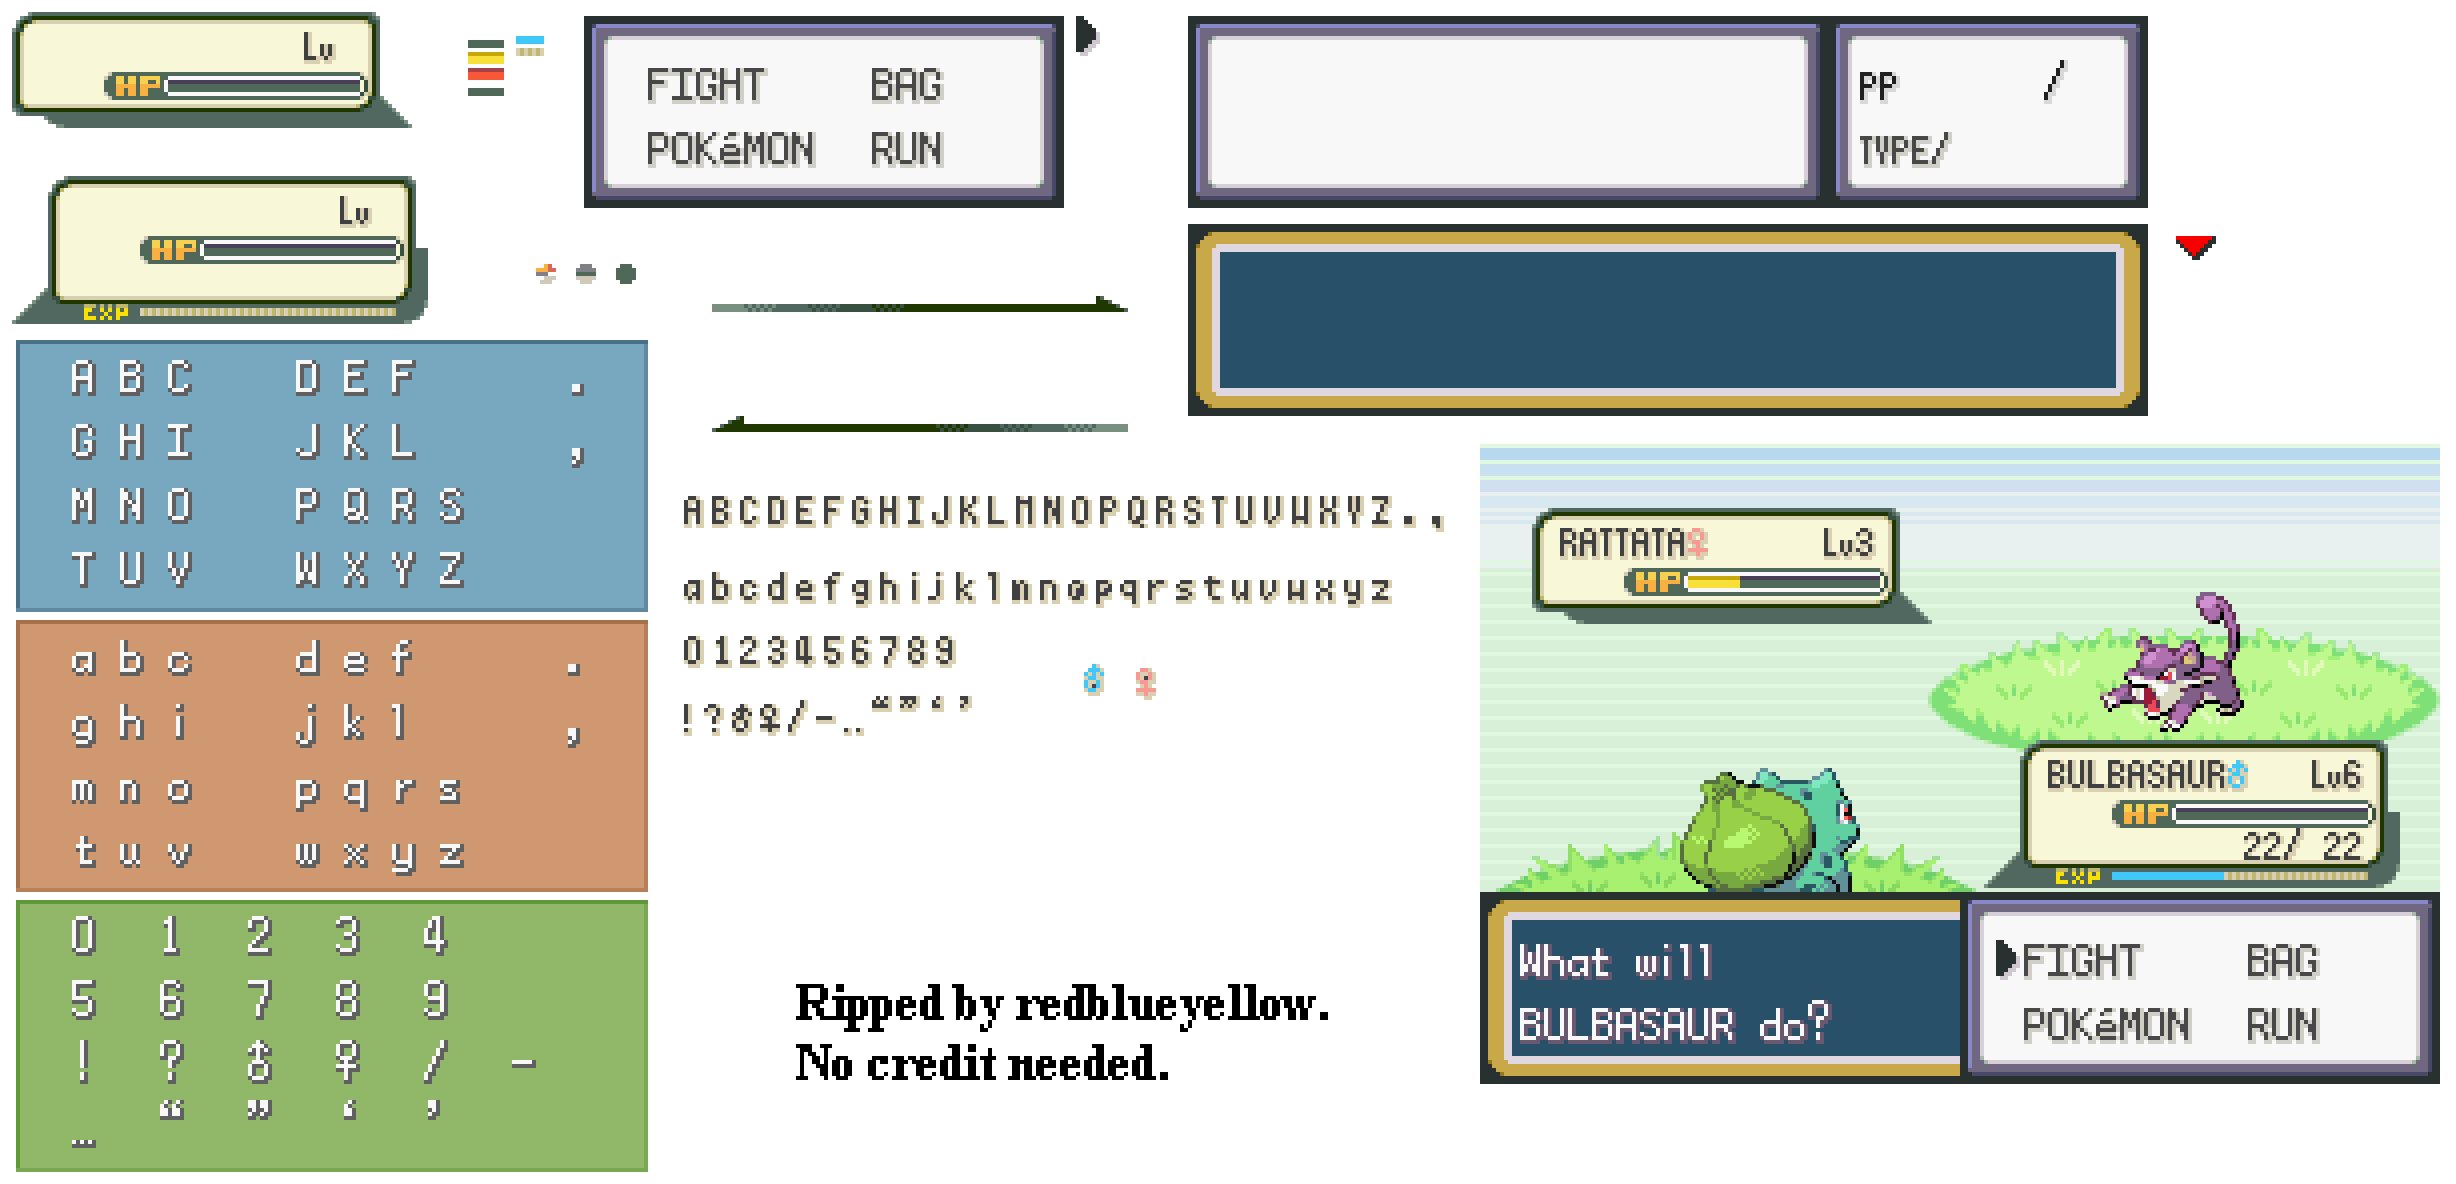 Lv
HP
FIGHT BAG
POKéMON RUN
PP /
TYPE/
Lv
HP
EXP
A B C D E F .
G H I J K L ,
M N O P Q R S
T U V W X Y Z
a b c d e f .
g h i j k l ,
m n o p q r s
t u v w x y z
0 1 2 3 4
5 6 7 8 9
! ? ♂ ♀ / -
“ ” ‘ ’
…
ABCDEFGHIJKLMNOPQRSTUVWXYZ.,
abcdefghijklmnopqrstuvwxyz
0123456789
♂ ♀
!?♂♀/-‥“”‘’
Ripped by redblueyellow.
No credit needed.
RATTATA♀ Lv3
HP
BULBASAUR♂ Lv6
HP
22/ 22
EXP
What will
BULBASAUR do?
FIGHT BAG
POKéMON RUN